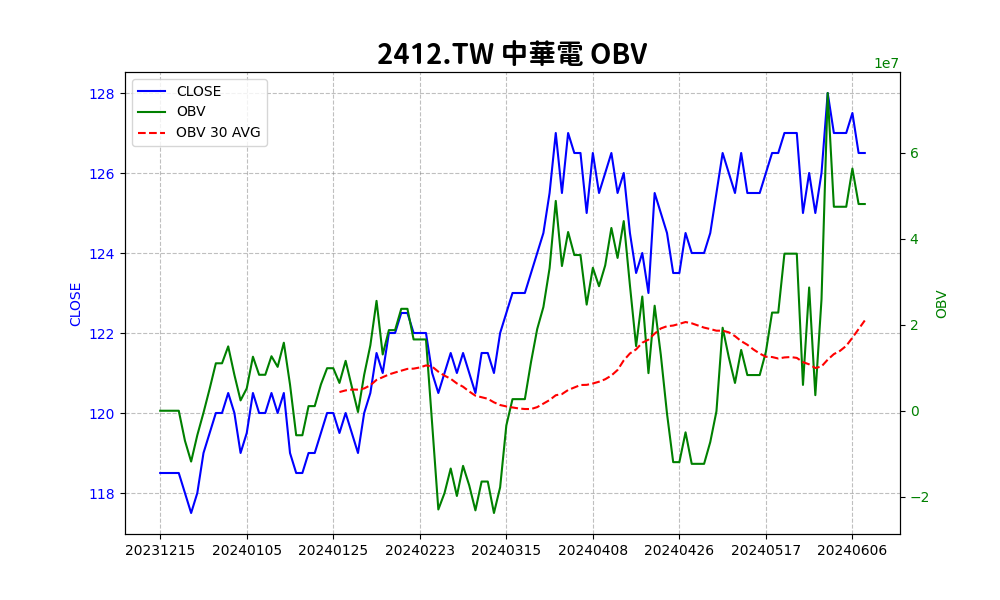 2412.TW 中華電 OBV
1e7
CLOSE
OBV
OBV 30 AVG
128
126
124
122
120
118
CLOSE
6
4
2
0
−2
OBV
20231215 20240105 20240125 20240223 20240315 20240408 20240426 20240517 20240606